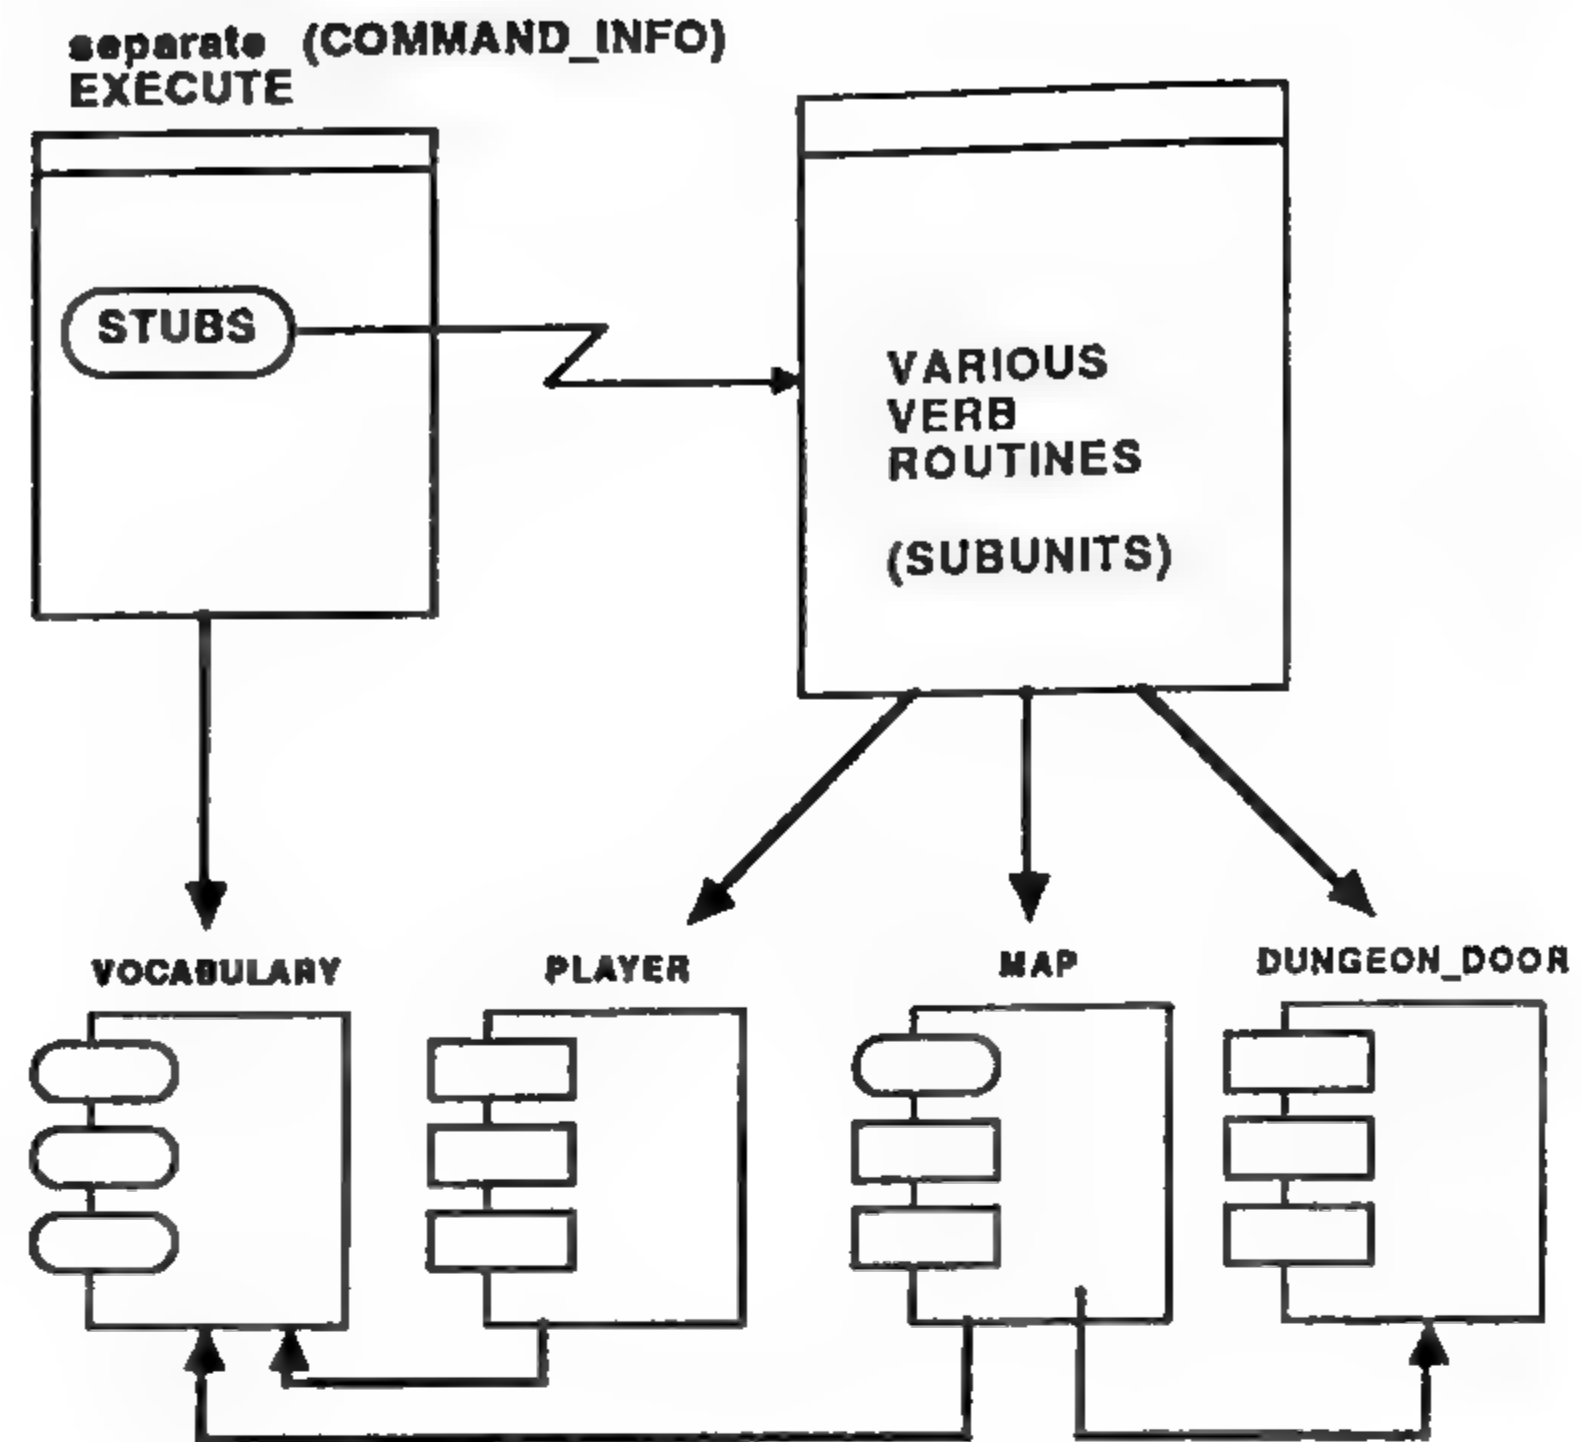 separate (COMMAND_INFO)
EXECUTE
STUBS
VARIOUS
VERB
ROUTINES
(SUBUNITS)
VOCABULARY
PLAYER
MAP
DUNGEON_DOOR